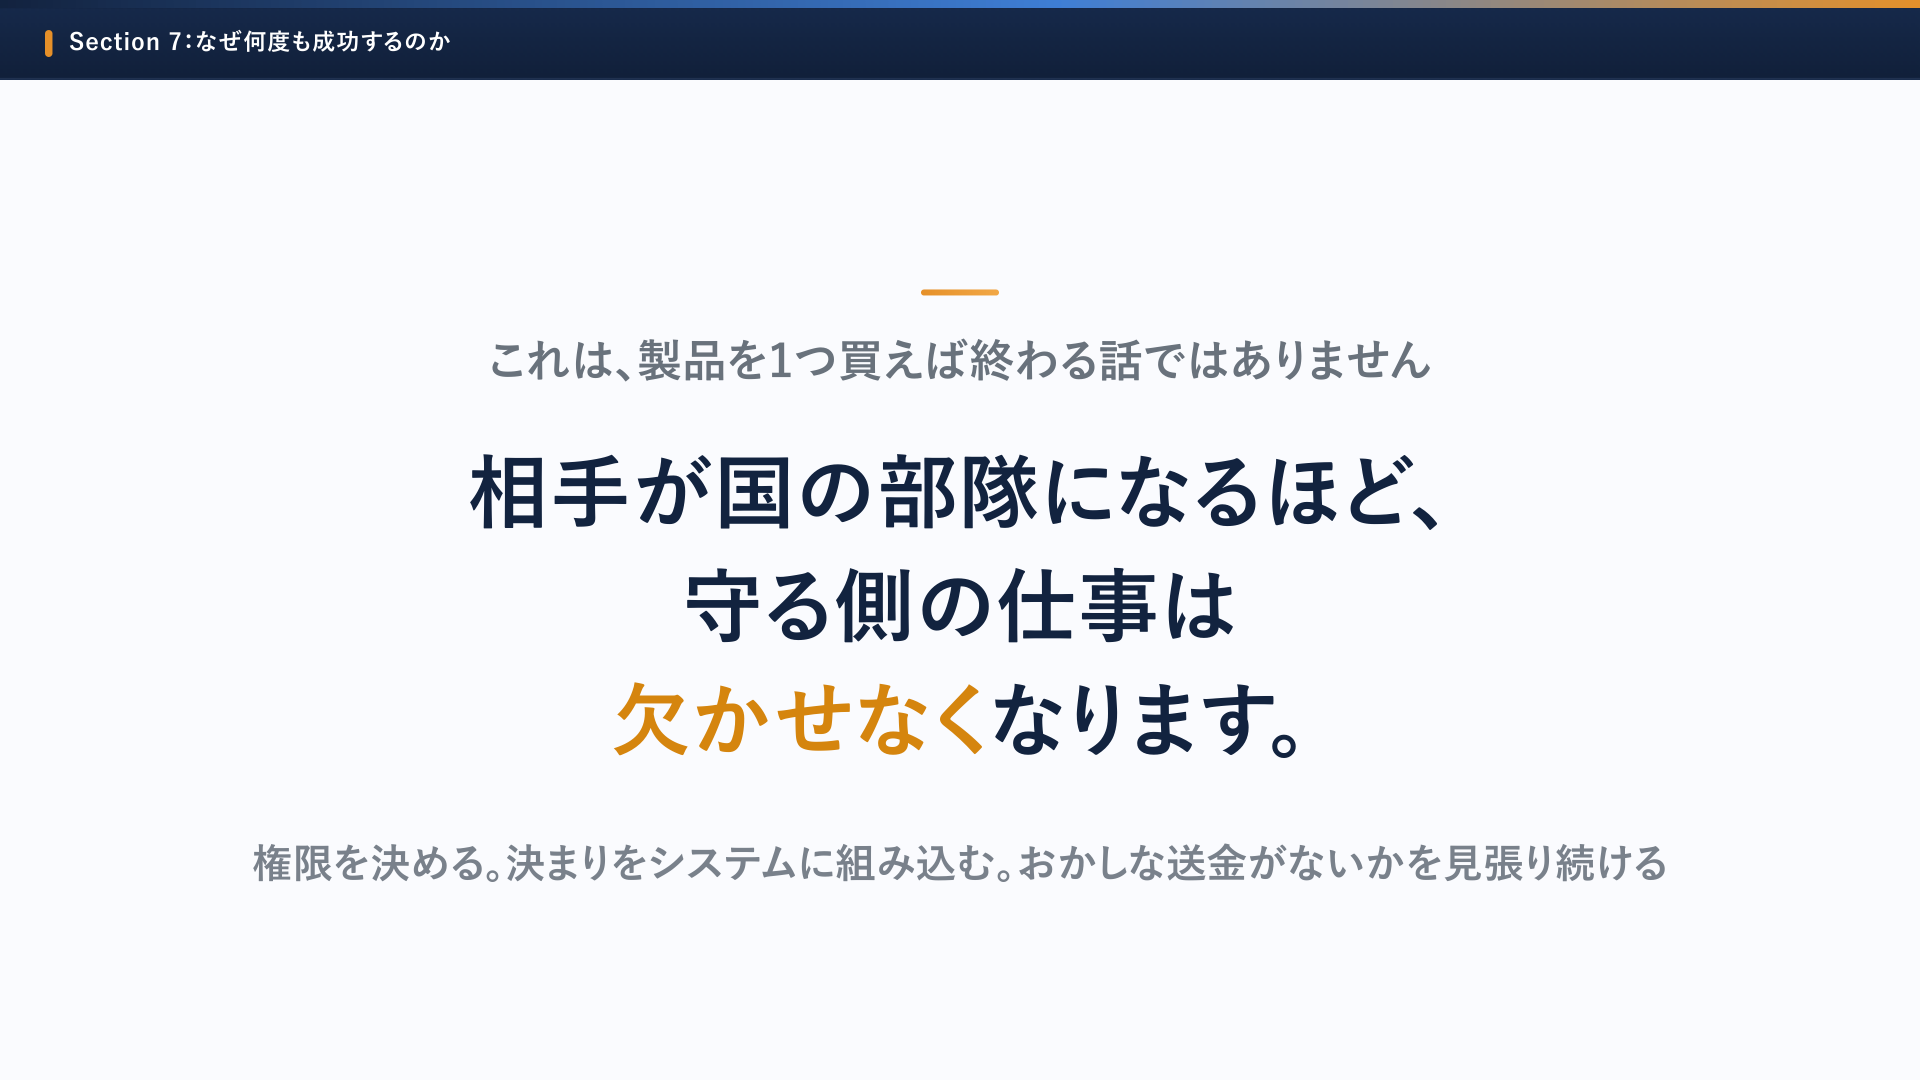 Section 7：なぜ何度も成功するのか
これは、製品を1つ買えば終わる話ではありません
相手が国の部隊になるほど、
守る側の仕事は
欠かせなくなります。
権限を決める。決まりをシステムに組み込む。おかしな送金がないかを見張り続ける